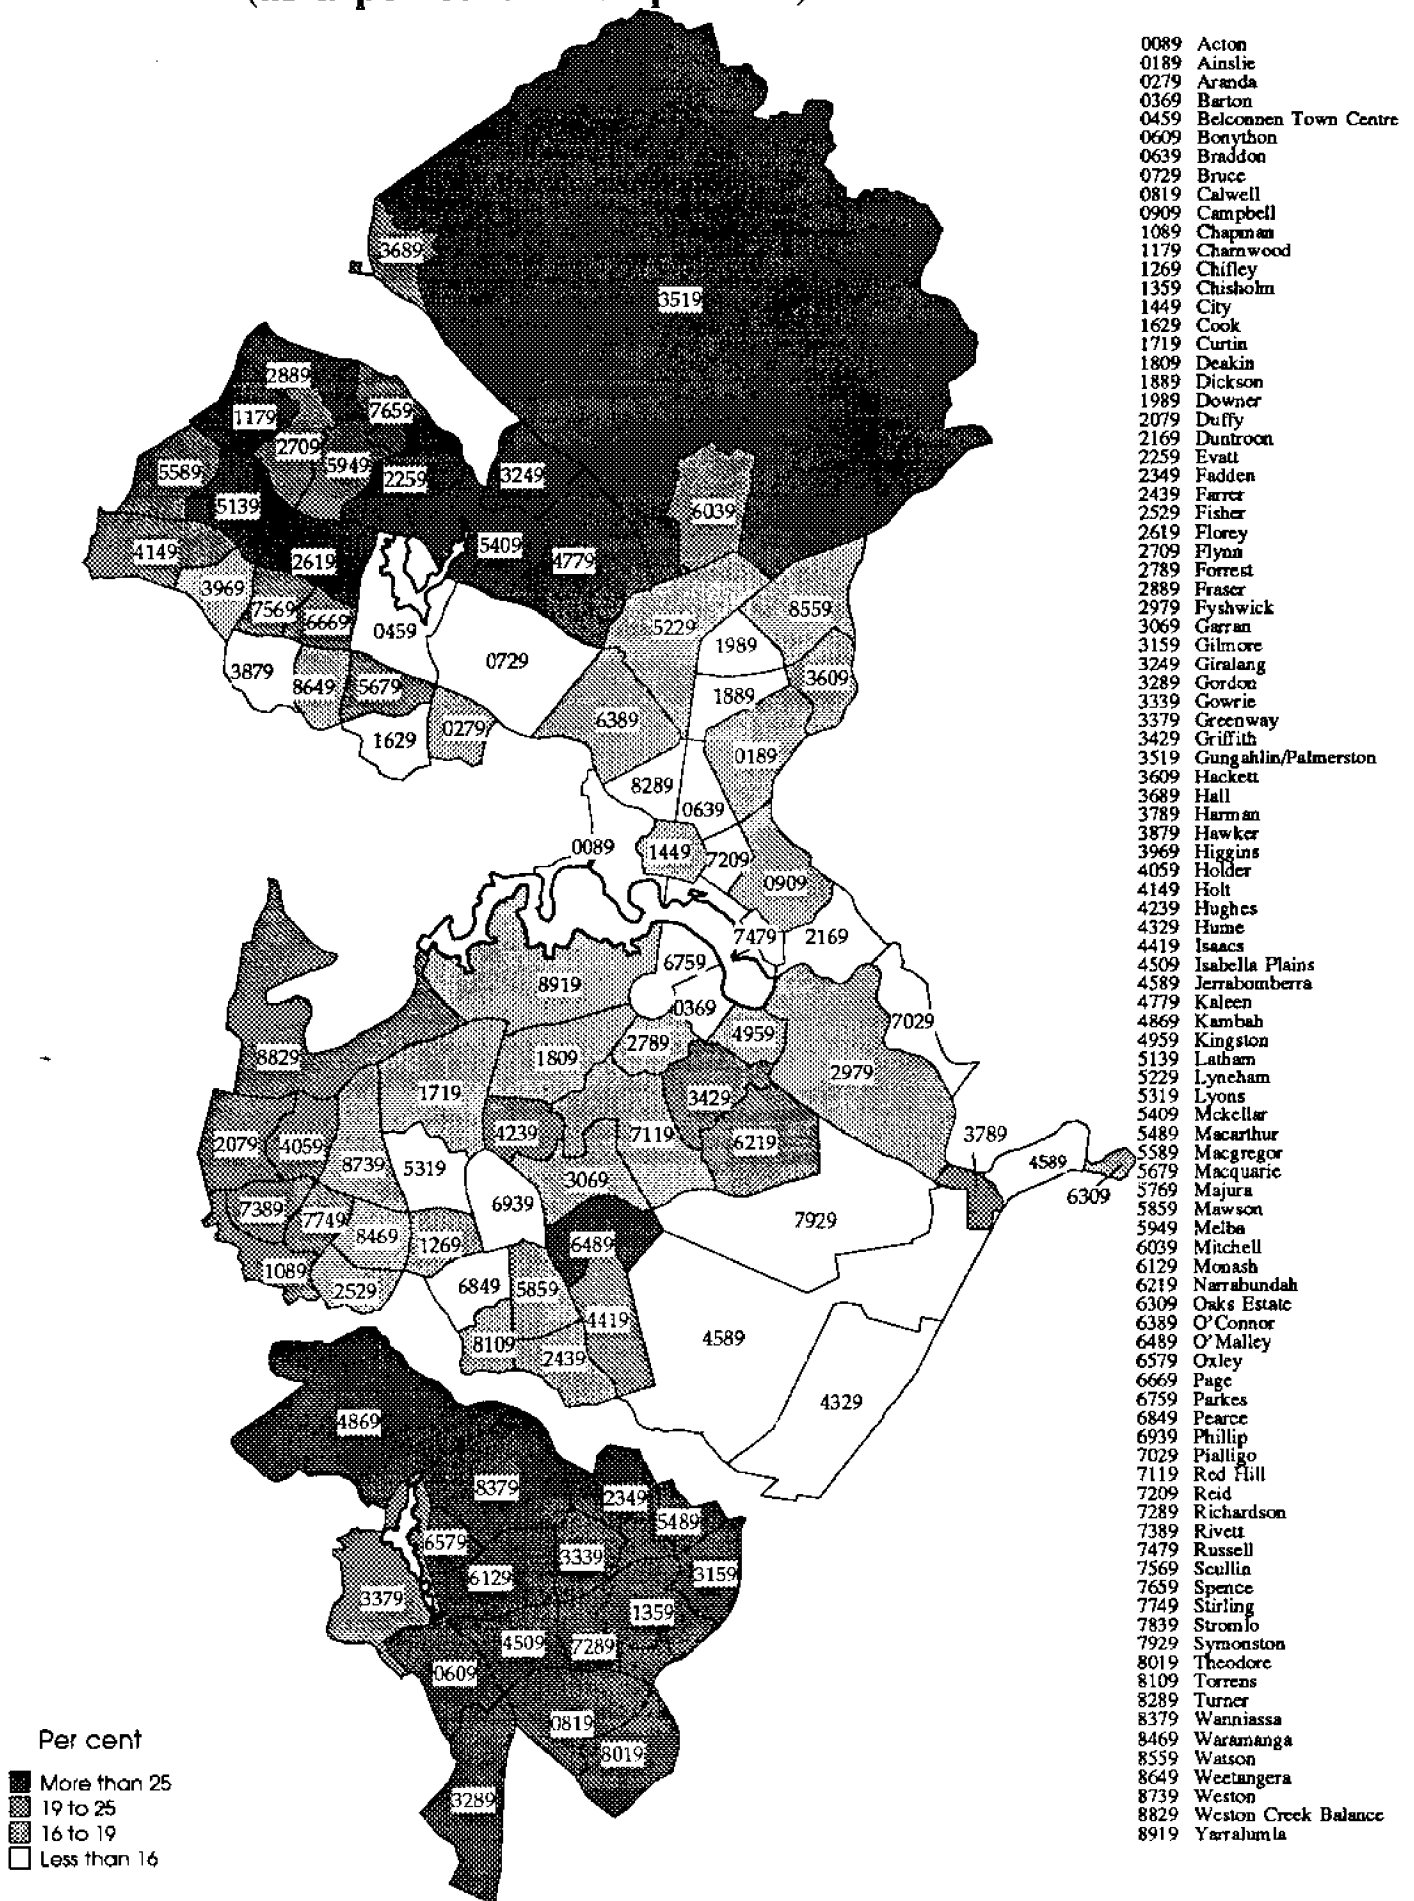 3689
3519
2889
1179
7659
2709
5949
5589
2259
3249
5139
6039
5409
4149
2619
4779
3969
7569
6669
0459
5229
8559
1989
3879
8649
5679
0729
3609
1889
6389
1629
0279
0189
8289
0639
0089
1449
7209
0909
7479
2169
6759
8919
0369
7029
4959
2789
8829
1809
2979
1719
3429
2079
4059
4239
7119
6219
3789
8739
5319
4589
3069
6309
6939
7389
7749
7929
8469
1269
6489
1089
2529
6849
5859
4419
8109
2439
4589
4329
4869
8379
2349
5489
6579
3339
6129
3159
3379
1359
4509
7289
0609
0819
8019
3289
Per cent
More than 25
19 to 25
16 to 19
Less than 16
0089 Acton
0189 Ainslie
0279 Aranda
0369 Barton
0459 Belconnen Town Centre
0609 Bonython
0639 Braddon
0729 Bruce
0819 Calwell
0909 Campbell
1089 Chapman
1179 Charnwood
1269 Chifley
1359 Chisholm
1449 City
1629 Cook
1719 Curtin
1809 Deakin
1889 Dickson
1989 Downer
2079 Duffy
2169 Duntroon
2259 Evatt
2349 Fadden
2439 Farrer
2529 Fisher
2619 Florey
2709 Flynn
2789 Forrest
2889 Fraser
2979 Fyshwick
3069 Garran
3159 Gilmore
3249 Giralang
3289 Gordon
3339 Gowrie
3379 Greenway
3429 Griffith
3519 Gungahlin/Palmerston
3609 Hackett
3689 Hall
3789 Harman
3879 Hawker
3969 Higgins
4059 Holder
4149 Holt
4239 Hughes
4329 Hume
4419 Isaacs
4509 Isabella Plains
4589 Jerrabomberra
4779 Kaleen
4869 Kambah
4959 Kingston
5139 Latham
5229 Lyneham
5319 Lyons
5409 Mckellar
5489 Macarthur
5589 Macgregor
5679 Macquarie
5769 Majura
5859 Mawson
5949 Melba
6039 Mitchell
6129 Monash
6219 Narrabundah
6309 Oaks Estate
6389 O'Connor
6489 O'Malley
6579 Oxley
6669 Page
6759 Parkes
6849 Pearce
6939 Phillip
7029 Pialligo
7119 Red Hill
7209 Reid
7289 Richardson
7389 Rivett
7479 Russell
7569 Scullin
7659 Spence
7749 Stirling
7839 Stromlo
7929 Symonston
8019 Theodore
8109 Torrens
8289 Turner
8379 Wanniassa
8469 Waramanga
8559 Watson
8649 Weetangera
8739 Weston
8829 Weston Creek Balance
8919 Yarralumla